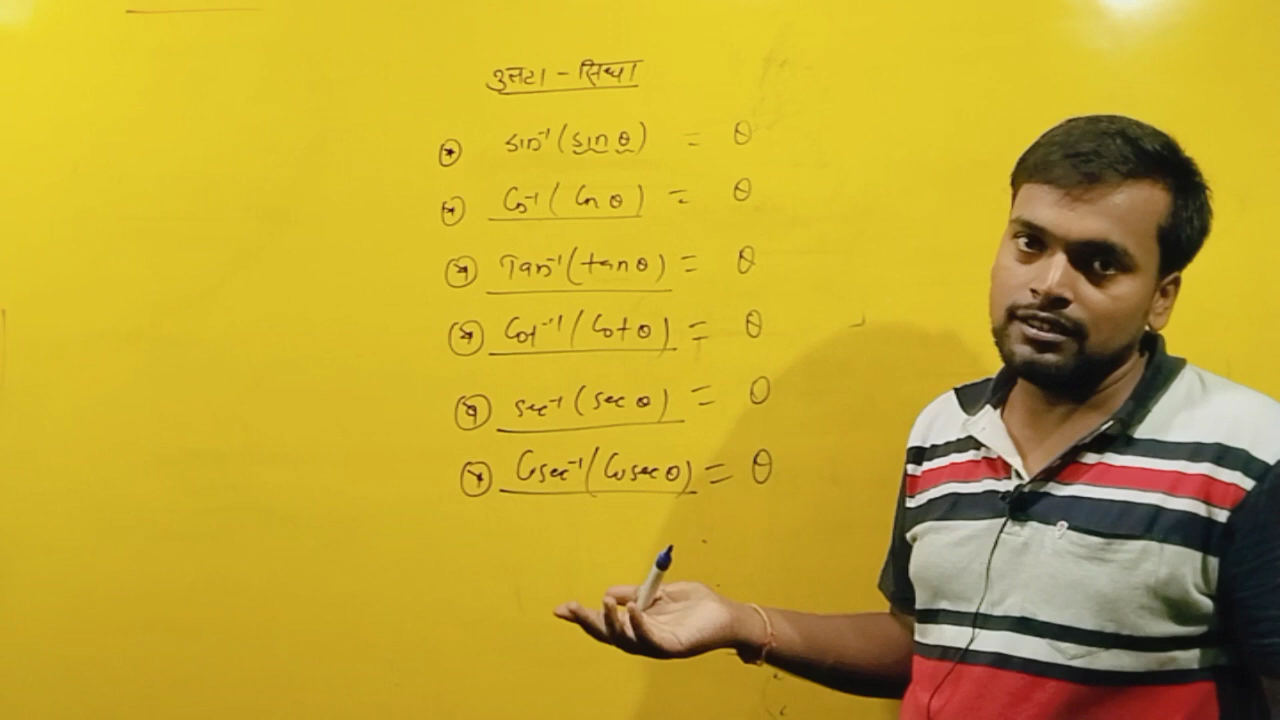 उल्टा - सिधा
* sin⁻¹(sin θ) = θ
* Cos⁻¹(Cos θ) = θ
* Tan⁻¹(tan θ) = θ
* Cot⁻¹(Cot θ) = θ
* sec⁻¹(sec θ) = θ
* Cosec⁻¹(Cosec θ) = θ